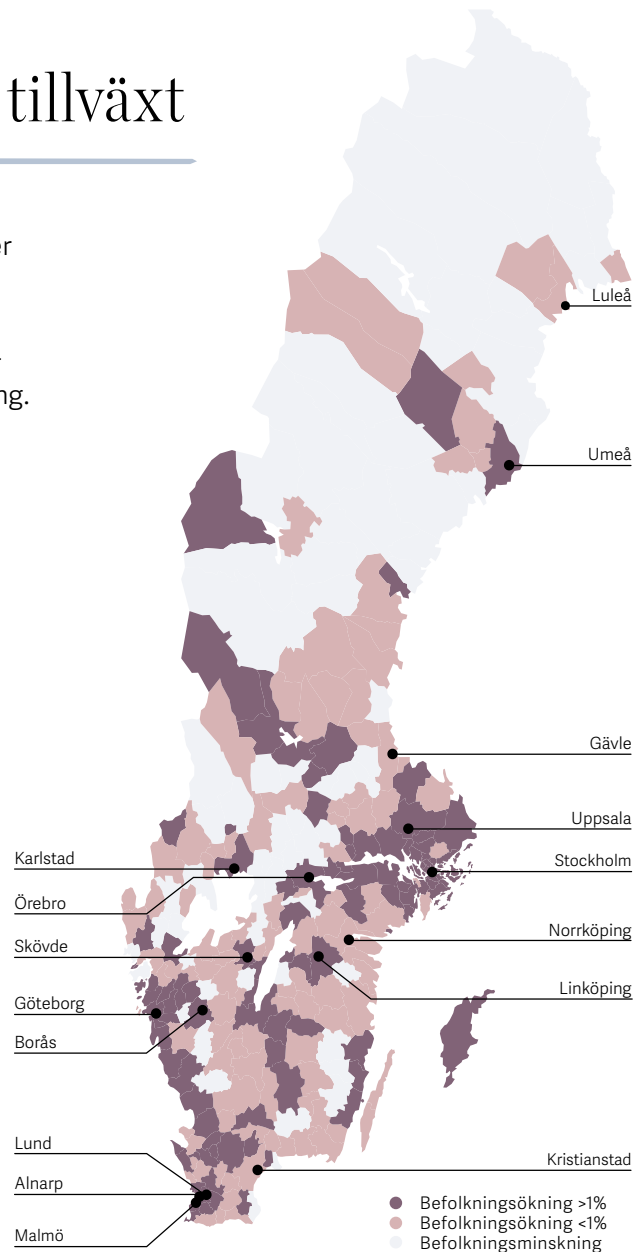 tillväxt
er
ng.
Luleå
Umeå
Gävle
Uppsala
Stockholm
Karlstad
Örebro
Skövde
Norrköping
Linköping
Göteborg
Borås
Lund
Alnarp
Malmö
Kristianstad
Befolkningsökning >1%
Befolkningsökning <1%
Befolkningsminskning